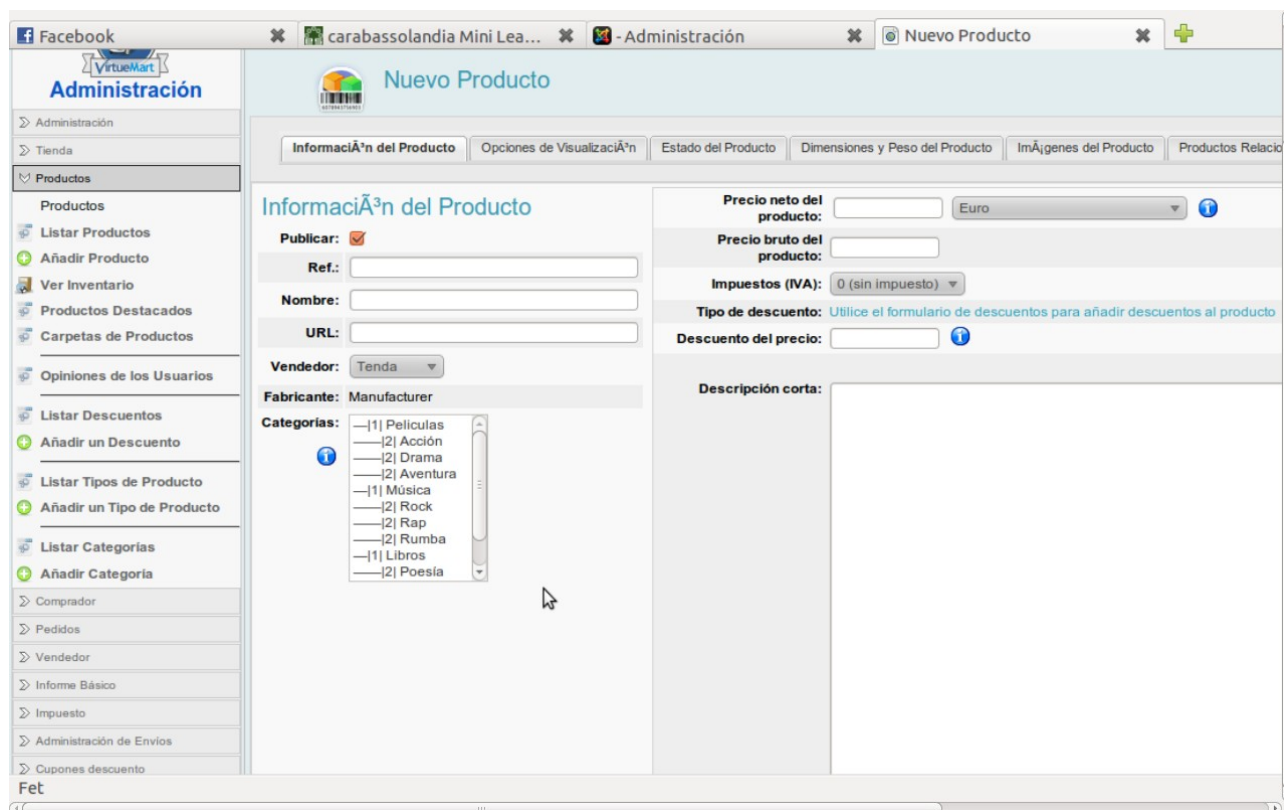 Facebook
carabassolandia Mini Lea...
- Administración
Nuevo Producto
VirtueMart
Administración
Administración
Tienda
Productos
Productos
Listar Productos
Añadir Producto
Ver Inventario
Productos Destacados
Carpetas de Productos
Opiniones de los Usuarios
Listar Descuentos
Añadir un Descuento
Listar Tipos de Producto
Añadir un Tipo de Producto
Listar Categorías
Añadir Categoría
Comprador
Pedidos
Vendedor
Informe Básico
Impuesto
Administración de Envíos
Cupones descuento
Nuevo Producto
InformaciÃ³n del Producto
Opciones de VisualizaciÃ³n
Estado del Producto
Dimensiones y Peso del Producto
ImÃ¡genes del Producto
Productos Relacio
InformaciÃ³n del Producto
Publicar:
Ref.:
Nombre:
URL:
Vendedor: Tenda
Fabricante: Manufacturer
Categorías:
—|1| Peliculas
——|2| Acción
——|2| Drama
——|2| Aventura
—|1| Música
——|2| Rock
——|2| Rap
——|2| Rumba
—|1| Libros
——|2| Poesía
Precio neto del
producto:
Euro
Precio bruto del
producto:
Impuestos (IVA): 0 (sin impuesto)
Tipo de descuento: Utilice el formulario de descuentos para añadir descuentos al producto
Descuento del precio:
Descripción corta:
Fet